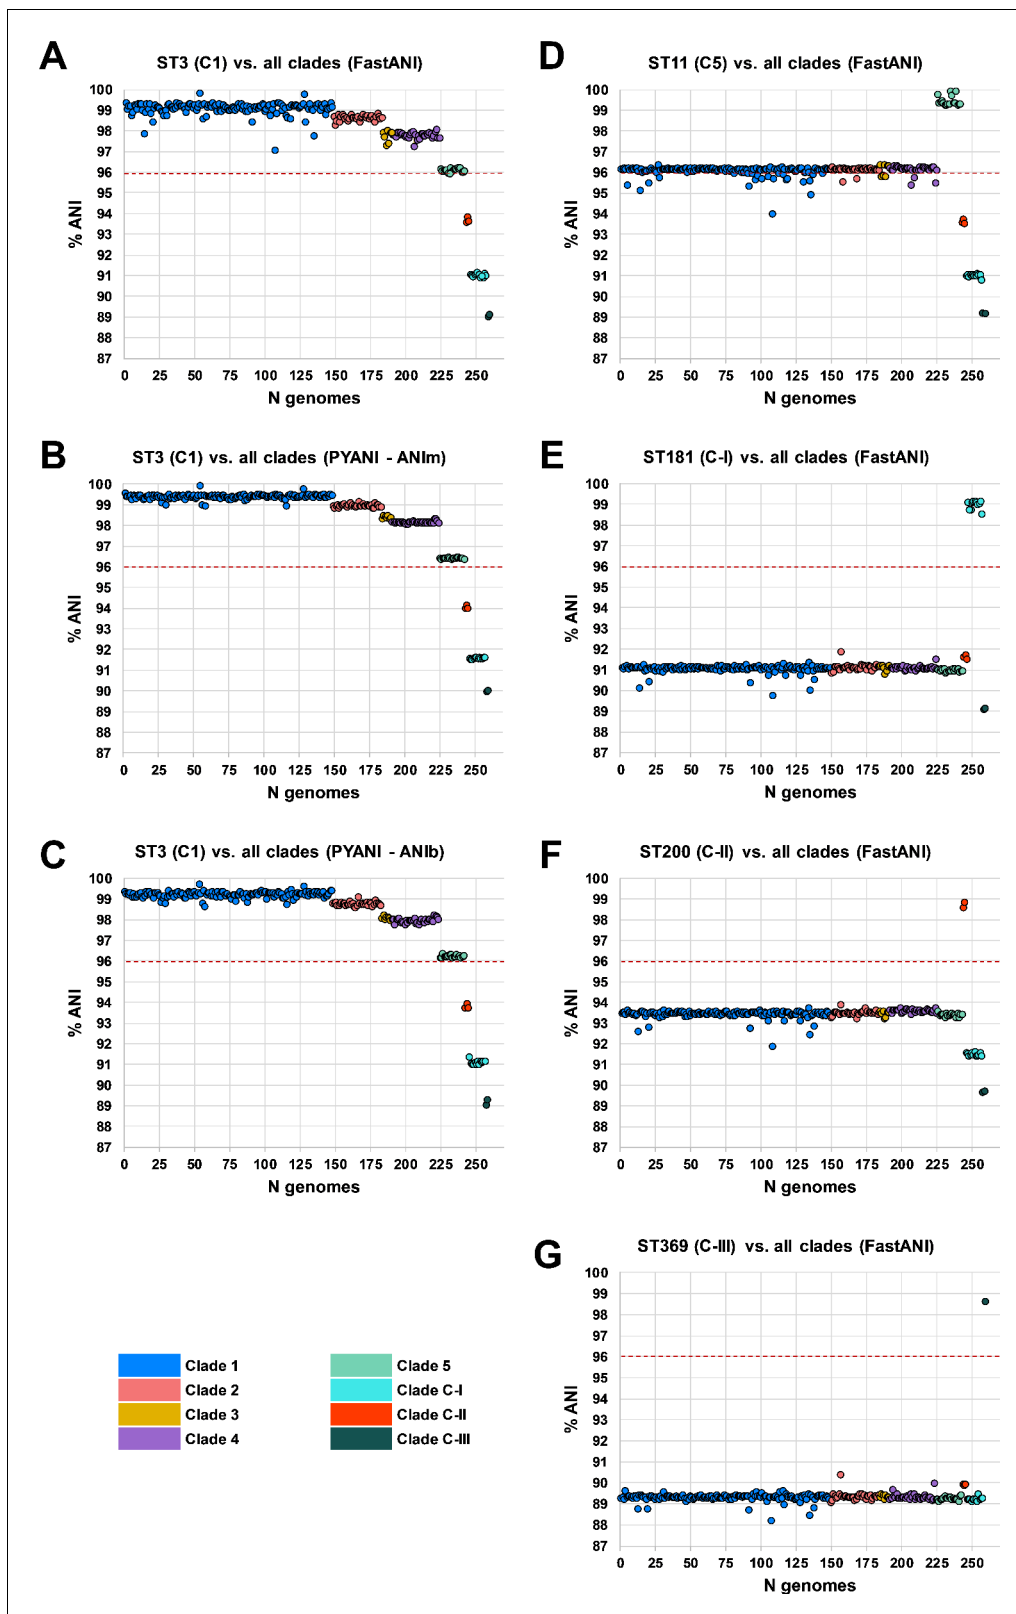 A
ST3 (C1) vs. all clades (FastANI)
100
99
98
97
96
95
94
93
92
91
90
89
88
87
% ANI
0 25 50 75 100 125 150 175 200 225 250
N genomes
B
ST3 (C1) vs. all clades (PYANI - ANIm)
100
99
98
97
96
95
94
93
92
91
90
89
88
87
% ANI
0 25 50 75 100 125 150 175 200 225 250
N genomes
C
ST3 (C1) vs. all clades (PYANI - ANIb)
100
99
98
97
96
95
94
93
92
91
90
89
88
87
% ANI
0 25 50 75 100 125 150 175 200 225 250
N genomes
D
ST11 (C5) vs. all clades (FastANI)
100
99
98
97
96
95
94
93
92
91
90
89
88
87
% ANI
0 25 50 75 100 125 150 175 200 225 250
N genomes
E
ST181 (C-I) vs. all clades (FastANI)
100
99
98
97
96
95
94
93
92
91
90
89
88
87
% ANI
0 25 50 75 100 125 150 175 200 225 250
N genomes
F
ST200 (C-II) vs. all clades (FastANI)
100
99
98
97
96
95
94
93
92
91
90
89
88
87
% ANI
0 25 50 75 100 125 150 175 200 225 250
N genomes
G
ST369 (C-III) vs. all clades (FastANI)
100
99
98
97
96
95
94
93
92
91
90
89
88
87
% ANI
0 25 50 75 100 125 150 175 200 225 250
N genomes
Clade 1
Clade 2
Clade 3
Clade 4
Clade 5
Clade C-I
Clade C-II
Clade C-III